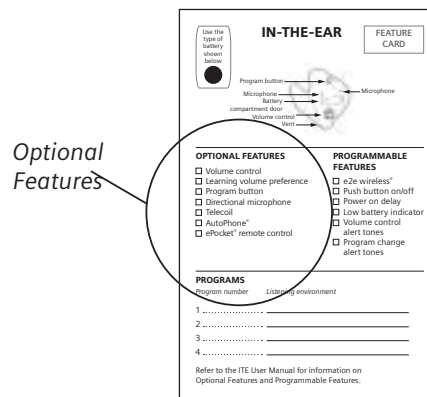 Use the
type of
battery
shown
below
IN-THE-EAR
FEATURE
CARD
Program button
Microphone
Microphone
Battery
compartment door
Volume control
Vent
Optional
Features
OPTIONAL FEATURES
☐ Volume control
☐ Learning volume preference
☐ Program button
☐ Directional microphone
☐ Telecoil
☐ AutoPhone®
☐ ePocket® remote control
PROGRAMMABLE
FEATURES
☐ e2e wireless®
☐ Push button on/off
☐ Power on delay
☐ Low battery indicator
☐ Volume control
alert tones
☐ Program change
alert tones
PROGRAMS
Program number Listening environment
1
2
3
4
Refer to the ITE User Manual for information on
Optional Features and Programmable Features.